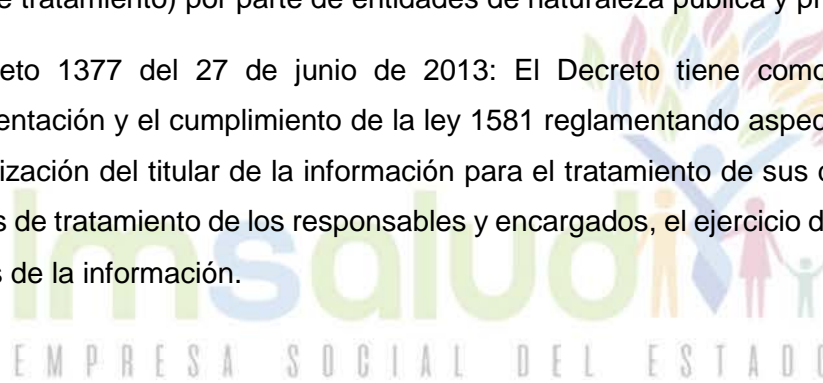 e tratamiento) por parte de entidades de naturaleza pública y pr
eto 1377 del 27 de junio de 2013: El Decreto tiene como
entación y el cumplimiento de la ley 1581 reglamentando aspec
ización del titular de la información para el tratamiento de sus
s de tratamiento de los responsables y encargados, el ejercicio d
s de la información.
Imsalud
EMPRESA SOCIAL DEL ESTADO